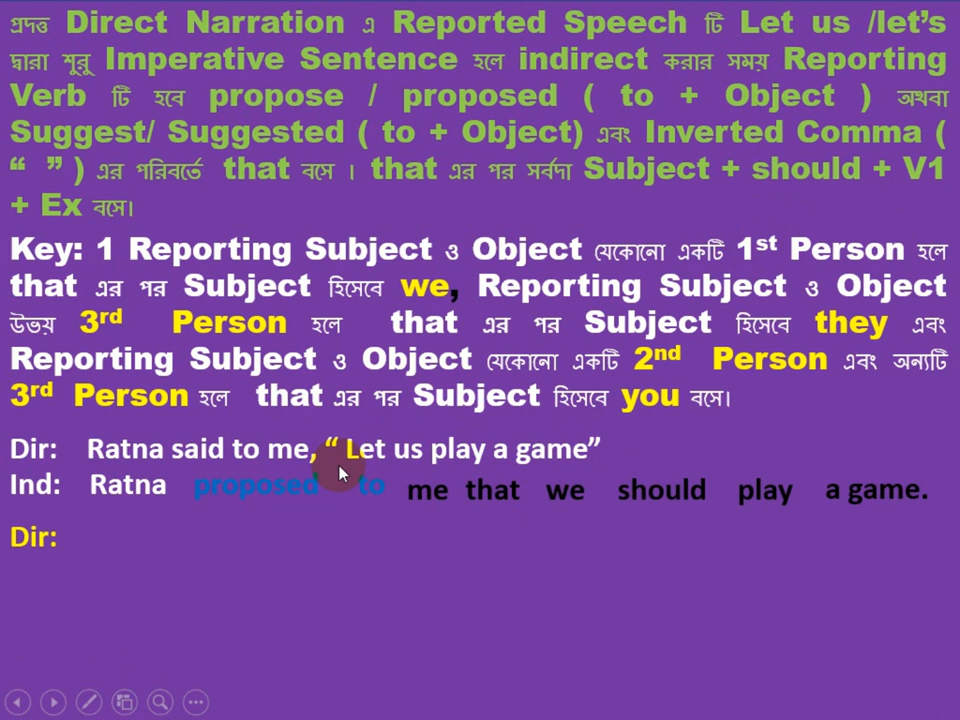 প্রদত্ত Direct Narration এ Reported Speech টি Let us /let’s
দ্বারা শুরু Imperative Sentence হলে indirect করার সময় Reporting
Verb টি হবে propose / proposed ( to + Object ) অথবা
Suggest/ Suggested ( to + Object) এবং Inverted Comma (
“ ” ) এর পরিবর্তে that বসে । that এর পর সর্বদা Subject + should + V1
+ Ex বসে।
Key: 1 Reporting Subject ও Object যেকোনো একটি 1st Person হলে
that এর পর Subject হিসেবে we, Reporting Subject ও Object
উভয় 3rd Person হলে that এর পর Subject হিসেবে they এবং
Reporting Subject ও Object যেকোনো একটি 2nd Person এবং অন্যটি
3rd Person হলে that এর পর Subject হিসেবে you বসে।
Dir: Ratna said to me, “ Let us play a game”
Ind: Ratna proposed to me that we should play a game.
Dir: